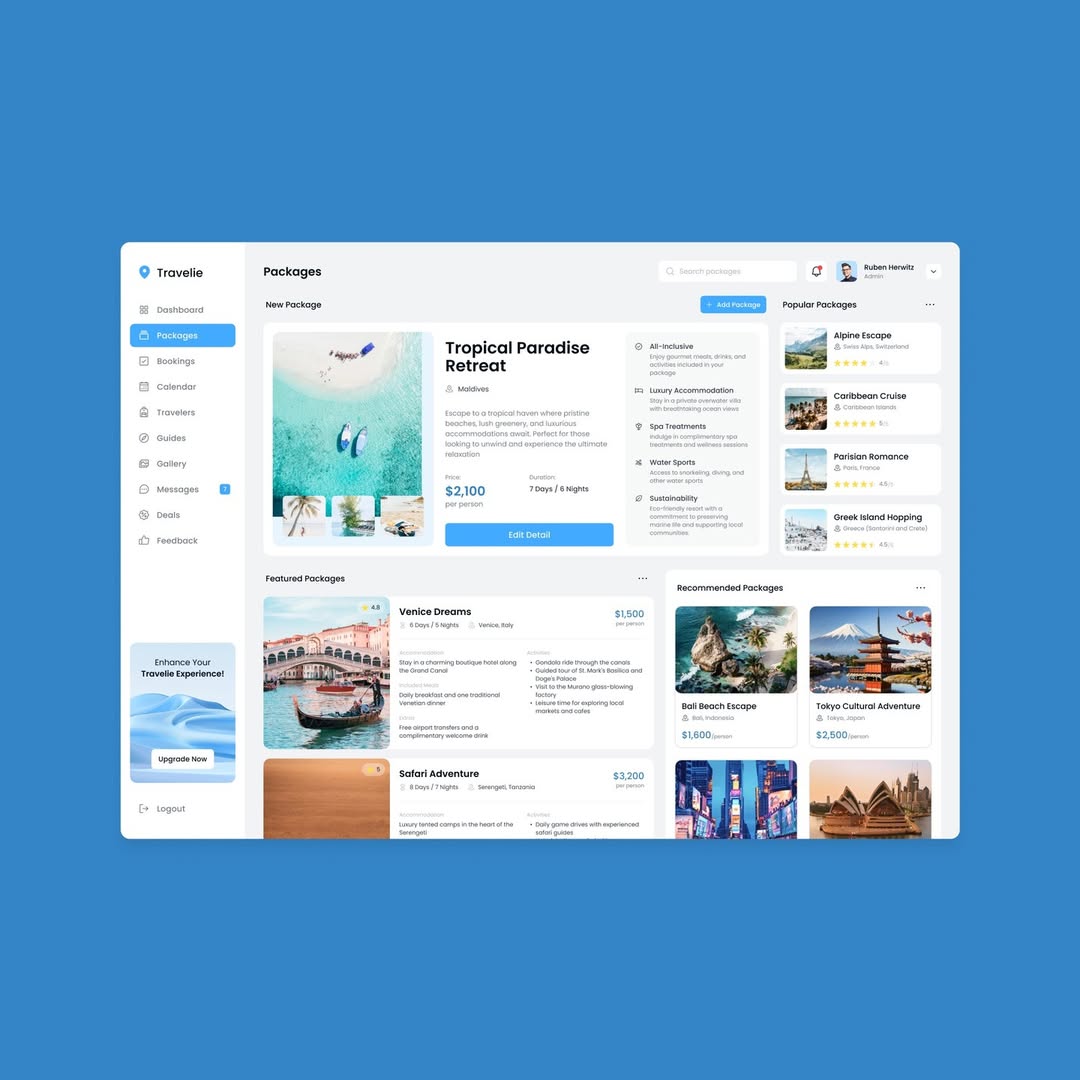 Travelie
Dashboard
Packages
Bookings
Calendar
Travelers
Guides
Gallery
Messages 7
Deals
Feedback
Enhance Your
Travelie Experience!
Upgrade Now
Logout
Packages
Search packages
Ruben Herwitz
Admin
New Package
+ Add Package
Tropical Paradise
Retreat
Maldives
Escape to a tropical haven where pristine
beaches, lush greenery, and luxurious
accommodations await. Perfect for those
looking to unwind and experience the ultimate
relaxation
Price:
$2,100
per person
Duration:
7 Days / 6 Nights
Edit Detail
All-Inclusive
Enjoy gourmet meals, drinks, and
activities included in your
package
Luxury Accommodation
Stay in a private overwater villa
with breathtaking ocean views
Spa Treatments
Indulge in complimentary spa
treatments and wellness sessions
Water Sports
Access to snorkeling, diving, and
other water sports
Sustainability
Eco-friendly resort with a
commitment to preserving
marine life and supporting local
communities.
Popular Packages
Alpine Escape
Swiss Alps, Switzerland
4/5
Caribbean Cruise
Caribbean Islands
5/5
Parisian Romance
Paris, France
4.5/5
Greek Island Hopping
Greece (Santorini and Crete)
4.5/5
Featured Packages
4.8
Venice Dreams
6 Days / 5 Nights
Venice, Italy
$1,500
per person
Accommodation
Stay in a charming boutique hotel along
the Grand Canal
Included Meals
Daily breakfast and one traditional
Venetian dinner
Extras
Free airport transfers and a
complimentary welcome drink
Activities
• Gondola ride through the canals
• Guided tour of St. Mark's Basilica and
Doge's Palace
• Visit to the Murano glass-blowing
factory
• Leisure time for exploring local
markets and cafes
5
Safari Adventure
8 Days / 7 Nights
Serengeti, Tanzania
$3,200
per person
Accommodation
Luxury tented camps in the heart of the
Serengeti
Activities
• Daily game drives with experienced
safari guides
Recommended Packages
Bali Beach Escape
Bali, Indonesia
$1,600/person
Tokyo Cultural Adventure
Tokyo, Japan
$2,500/person